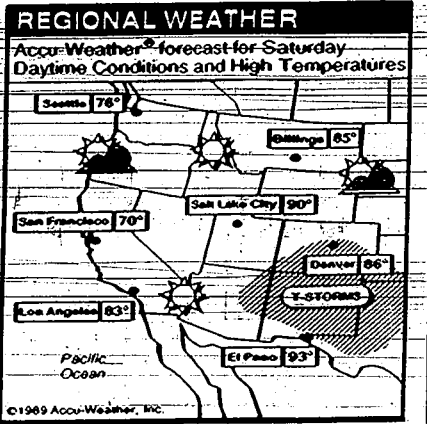 REGIONAL WEATHER
Accu-Weather® forecast for Saturday
Daytime Conditions and High Temperatures
Seattle 76°
Billings 85°
Salt Lake City 90°
San Francisco 70°
Denver 86°
T-STORMS
Los Angeles 83°
El Paso 93°
Pacific
Ocean
©1989 Accu-Weather, Inc.